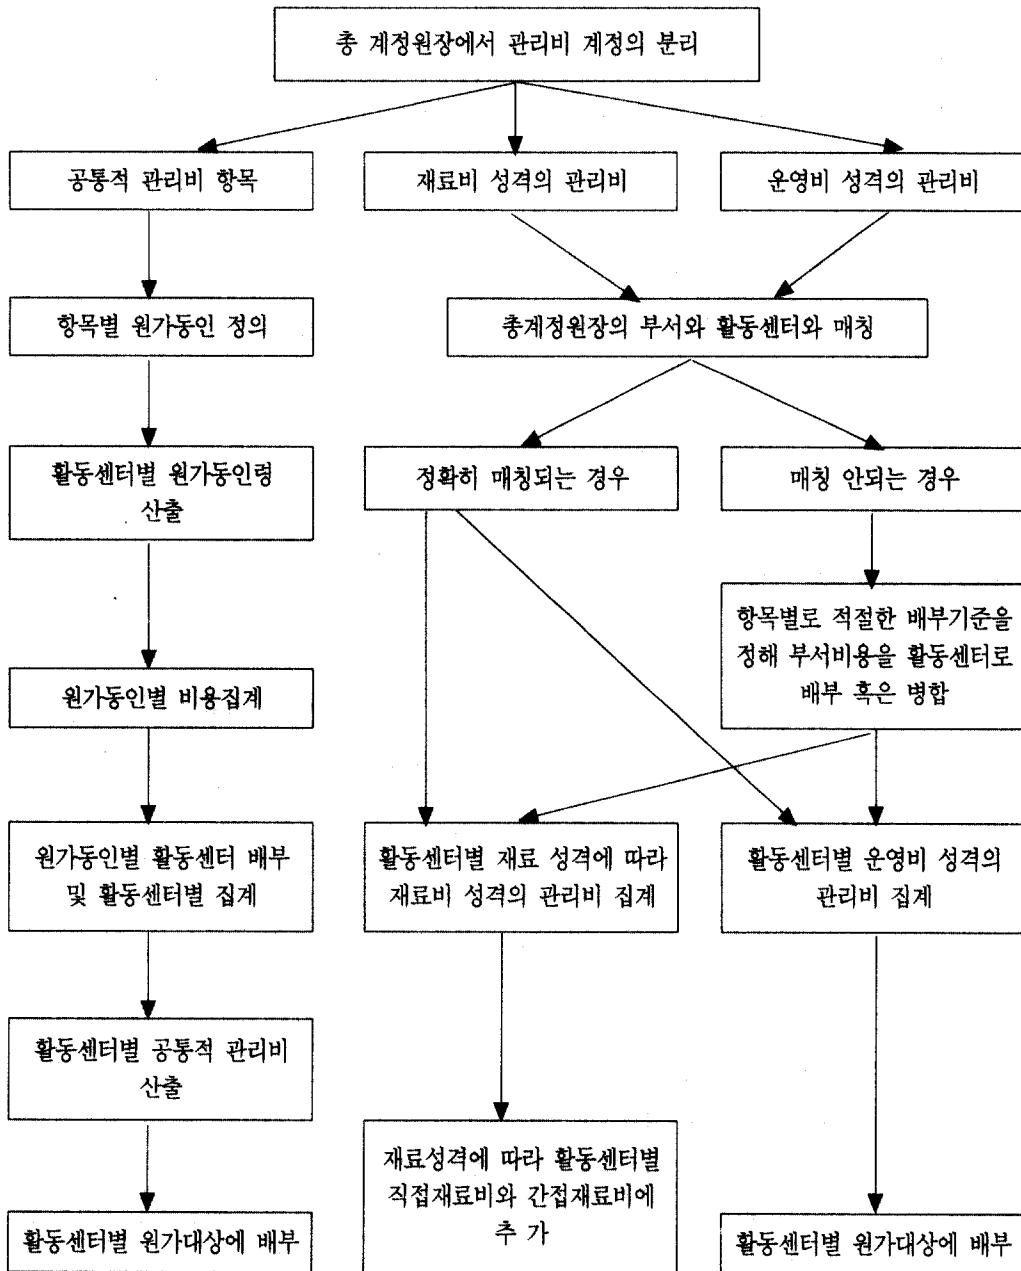 총 계정원장에서 관리비 계정의 분리
공통적 관리비 항목
재료비 성격의 관리비
운영비 성격의 관리비
항목별 원가동인 정의
총계정원장의 부서와 활동센터와 매칭
활동센터별 원가동인령
산출
정확히 매칭되는 경우
매칭 안되는 경우
항목별로 적절한 배부기준을
정해 부서비용을 활동센터로
배부 혹은 병합
원가동인별 비용집계
원가동인별 활동센터 배부
및 활동센터별 집계
활동센터별 재료 성격에 따라
재료비 성격의 관리비 집계
활동센터별 운영비 성격의
관리비 집계
활동센터별 공통적 관리비
산출
재료성격에 따라 활동센터별
직접재료비와 간접재료비에
추 가
활동센터별 원가대상에 배부
활동센터별 원가대상에 배부